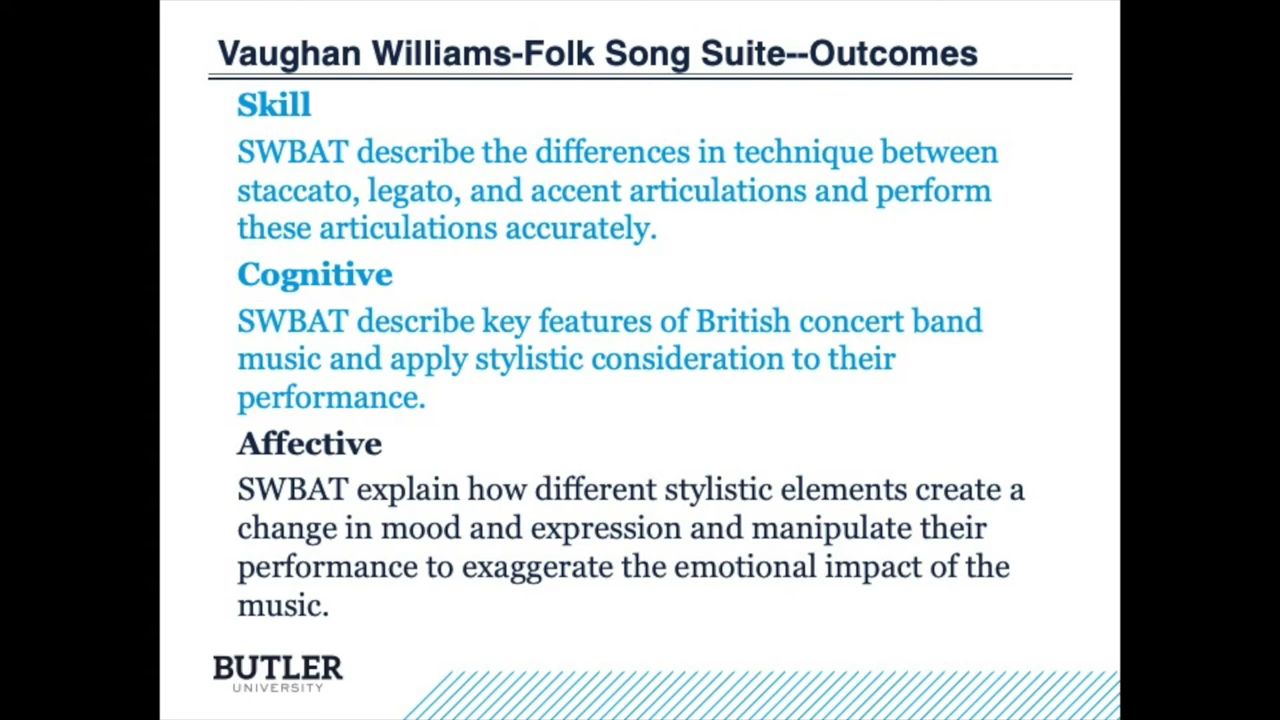 Vaughan Williams-Folk Song Suite--Outcomes
Skill
SWBAT describe the differences in technique between
staccato, legato, and accent articulations and perform
these articulations accurately.
Cognitive
SWBAT describe key features of British concert band
music and apply stylistic consideration to their
performance.
Affective
SWBAT explain how different stylistic elements create a
change in mood and expression and manipulate their
performance to exaggerate the emotional impact of the
music.
BUTLER
UNIVERSITY